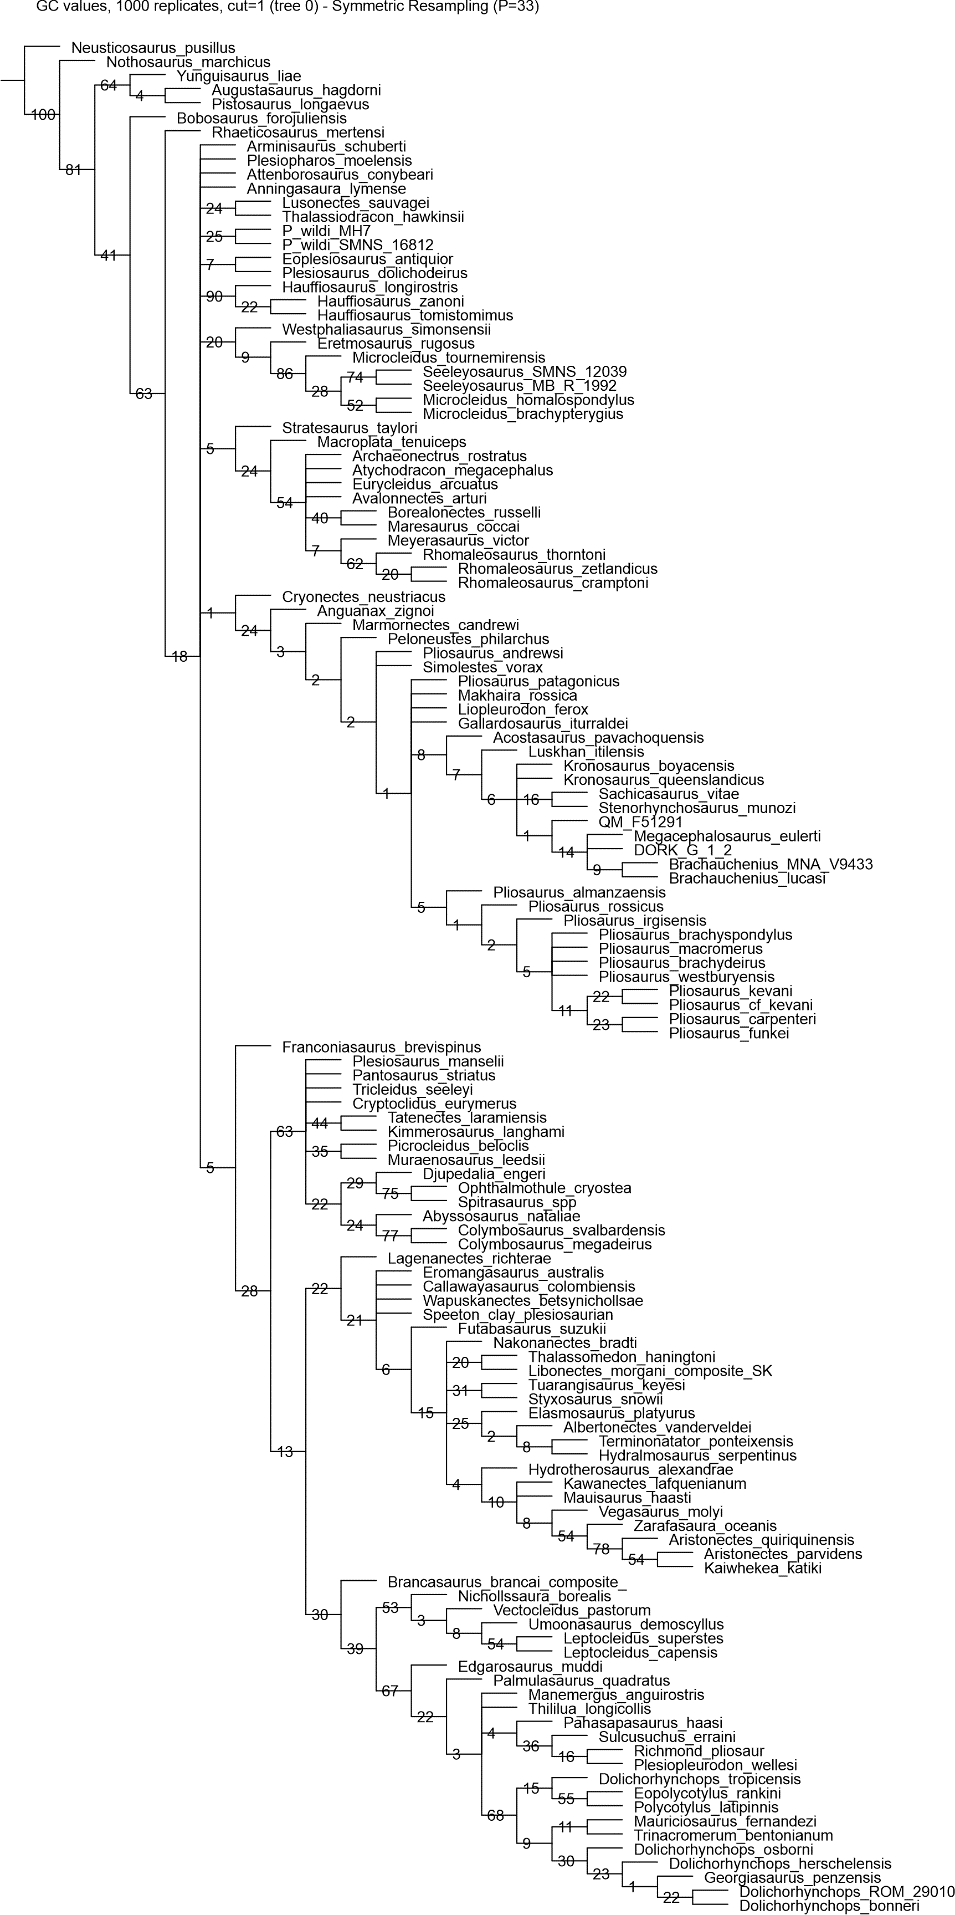 GC values, 1000 replicates, cut=1 (tree 0) - Symmetric Resampling (P=33)
Neusticosaurus_pusillus
Nothosaurus_marchicus
Yunguisaurus_liae
64
Augustasaurus_hagdorni
4
Pistosaurus_longaevus
100
Bobosaurus_forojuliensis
Rhaeticosaurus_mertensi
Arminisaurus_schuberti
Plesiopharos_moelensis
81
Attenborosaurus_conybeari
Anningasaura_lymense
Lusonectes_sauvagei
24
Thalassiodracon_hawkinsii
P_wildi_MH7
25
P_wildi_SMNS_16812
41
Eoplesiosaurus_antiquior
7
Plesiosaurus_dolichodeirus
Hauffiosaurus_longirostris
90
Hauffiosaurus_zanoni
22
Hauffiosaurus_tomistomimus
Westphaliasaurus_simonsensii
20
Eretmosaurus_rugosus
9
Microcleidus_tournemirensis
86
Seeleyosaurus_SMNS_12039
74
Seeleyosaurus_MB_R_1992
28
63
Microcleidus_homalospondylus
52
Microcleidus_brachypterygius
Stratesaurus_taylori
Macroplata_tenuiceps
5
Archaeonectrus_rostratus
24
Atychodracon_megacephalus
Eurycleidus_arcuatus
Avalonnectes_arturi
54
Borealonectes_russelli
40
Maresaurus_coccai
Meyerasaurus_victor
7
Rhomaleosaurus_thorntoni
62
Rhomaleosaurus_zetlandicus
20
Rhomaleosaurus_cramptoni
Cryonectes_neustriacus
1
Anguanax_zignoi
Marmornectes_candrewi
24
Peloneustes_philarchus
3
Pliosaurus_andrewsi
18
Simolestes_vorax
2
Pliosaurus_patagonicus
Makhaira_rossica
Liopleurodon_ferox
2
Gallardosaurus_iturraldei
Acostasaurus_pavachoquensis
8
Luskhan_itilensis
Kronosaurus_boyacensis
7
Kronosaurus_queenslandicus
1
Sachicasaurus_vitae
6
16
Stenorhynchosaurus_munozi
QM_F51291
1
Megacephalosaurus_eulerti
14
DORK_G_1_2
Brachauchenius_MNA_V9433
9
Brachauchenius_lucasi
Pliosaurus_almanzaensis
5
Pliosaurus_rossicus
1
Pliosaurus_irgisensis
Pliosaurus_brachyspondylus
2
Pliosaurus_macromerus
Pliosaurus_brachydeirus
5
Pliosaurus_westburyensis
Pliosaurus_kevani
22
Pliosaurus_cf_kevani
11
Pliosaurus_carpenteri
23
Pliosaurus_funkei
Franconiasaurus_brevispinus
Plesiosaurus_manselii
Pantosaurus_striatus
Tricleidus_seeleyi
Cryptoclidus_eurymerus
Tatenectes_laramiensis
44
63
Kimmerosaurus_langhami
Picrocleidus_beloclis
35
Muraenosaurus_leedsii
5
Djupedalia_engeri
29
Ophthalmothule_cryostea
75
Spitrasaurus_spp
22
Abyssosaurus_nataliae
24
Colymbosaurus_svalbardensis
77
Colymbosaurus_megadeirus
Lagenanectes_richterae
Eromangasaurus_australis
28
22
Callawayasaurus_colombiensis
Wapuskanectes_betsynichollsae
Speeton_clay_plesiosaurian
21
Futabasaurus_suzukii
Nakonanectes_bradti
Thalassomedon_haningtoni
20
6
Libonectes_morgani_composite_SK
Tuarangisaurus_keyesi
31
Styxosaurus_snowii
15
Elasmosaurus_platyurus
25
Albertonectes_vanderveldei
2
Terminonatator_ponteixensis
13
8
Hydralmosaurus_serpentinus
Hydrotherosaurus_alexandrae
4
Kawanectes_lafquenianum
10
Mauisaurus_haasti
Vegasaurus_molyi
8
Zarafasaura_oceanis
54
Aristonectes_quiriquinensis
78
Aristonectes_parvidens
54
Kaiwhekea_katiki
Brancasaurus_brancai_composite_
Nichollssaura_borealis
53
30
Vectocleidus_pastorum
3
Umoonasaurus_demoscyllus
8
Leptocleidus_superstes
54
39
Leptocleidus_capensis
Edgarosaurus_muddi
Palmulasaurus_quadratus
67
Manemergus_anguirostris
Thililua_longicollis
22
Pahasapasaurus_haasi
4
Sulcusuchus_erraini
36
Richmond_pliosaur
3
16
Plesiopleurodon_wellesi
Dolichorhynchops_tropicensis
15
Eopolycotylus_rankini
55
Polycotylus_latipinnis
68
Mauriciosaurus_fernandezi
11
Trinacromerum_bentonianum
9
Dolichorhynchops_osborni
30
Dolichorhynchops_herschelensis
23
Georgiasaurus_penzensis
1
Dolichorhynchops_ROM_29010
22
Dolichorhynchops_bonneri